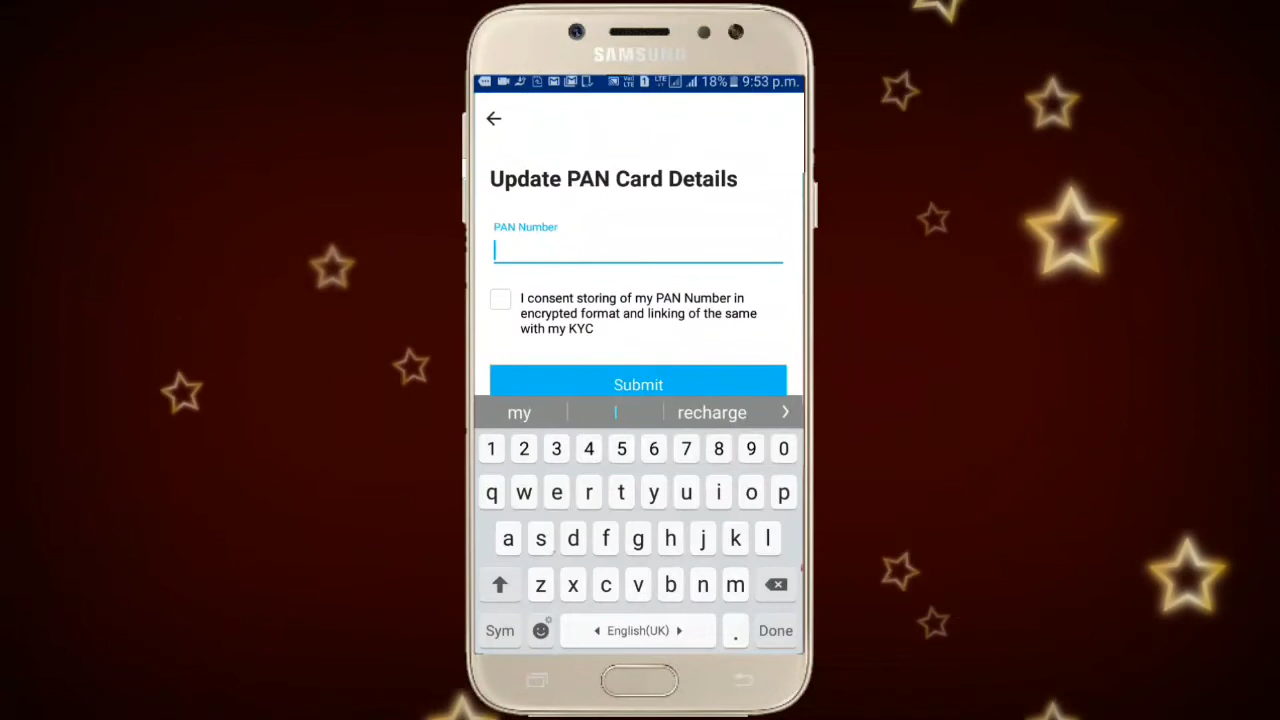 SAMSUNG
18% 9:53 p.m.
Update PAN Card Details
PAN Number
I consent storing of my PAN Number in
encrypted format and linking of the same
with my KYC
Submit
my I recharge
1 2 3 4 5 6 7 8 9 0
q w e r t y u i o p
a s d f g h j k l
z x c v b n m
Sym English(UK) . Done